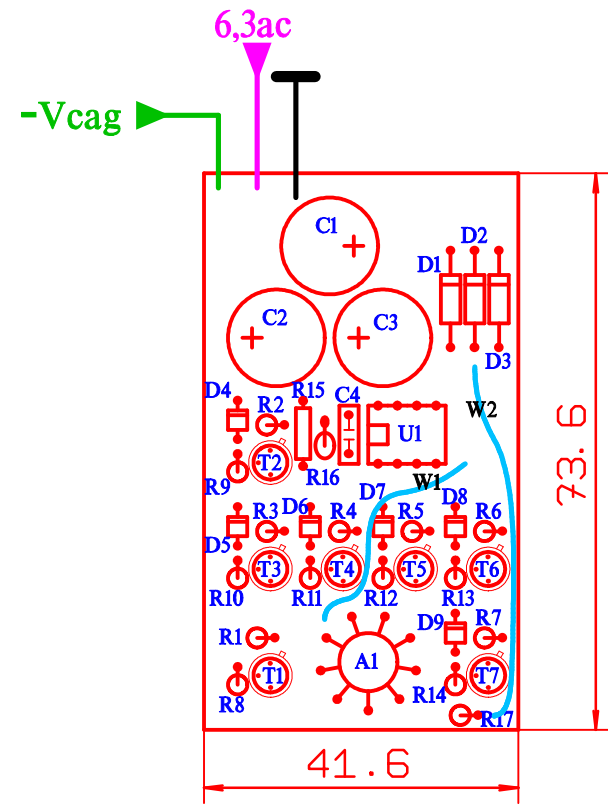 6,3ac
-Vcag
C1
D2
D1
C2
C3
D3
D4
R15
C4
R2
W2
U1
T2
R9
R16
W1
D7
D6
D8
R3
R4
R5
R6
D5
T3
T4
T5
T6
R10
R11
R12
R13
R1
D9
R7
A1
T1
T7
R8
R14
R17
73.6
41.6